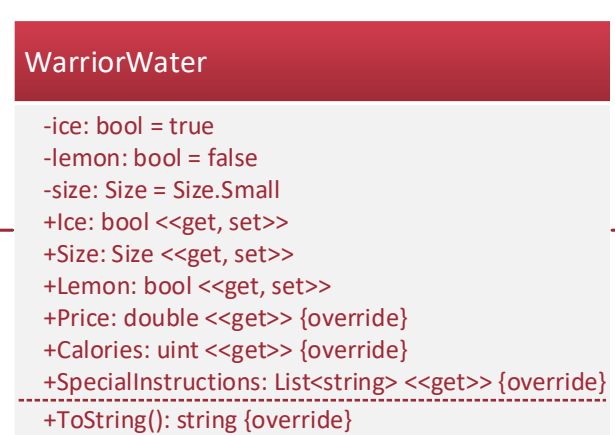 WarriorWater
-ice: bool = true
-lemon: bool = false
-size: Size = Size.Small
+Ice: bool <<get, set>>
+Size: Size <<get, set>>
+Lemon: bool <<get, set>>
+Price: double <<get>> {override}
+Calories: uint <<get>> {override}
+SpecialInstructions: List<string> <<get>> {override}
+ToString(): string {override}